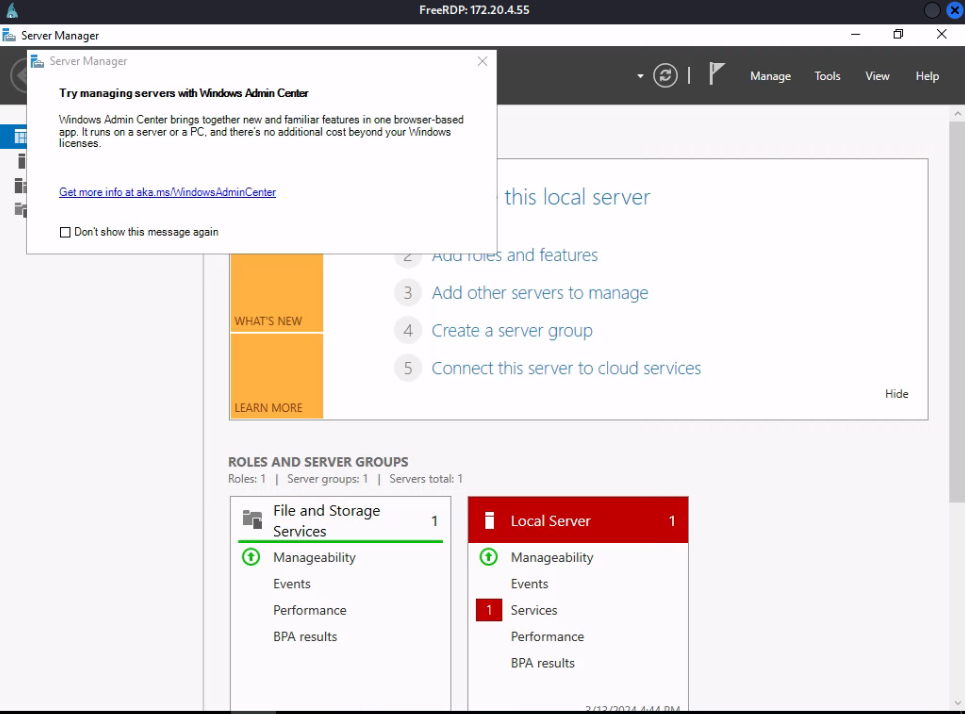 FreeRDP: 172.20.4.55
Server Manager
Server Manager
Try managing servers with Windows Admin Center
Windows Admin Center brings together new and familiar features in one browser-based
app. It runs on a server or a PC, and there's no additional cost beyond your Windows
licenses.
Get more info at aka.ms/WindowsAdminCenter
Don't show this message again
Manage Tools View Help
this local server
2 Add roles and features
3 Add other servers to manage
4 Create a server group
5 Connect this server to cloud services
WHAT'S NEW
LEARN MORE
Hide
ROLES AND SERVER GROUPS
Roles: 1 | Server groups: 1 | Servers total: 1
File and Storage
Services
1
Manageability
Events
Performance
BPA results
Local Server 1
Manageability
Events
1 Services
Performance
BPA results
3/13/2024 4:44 PM